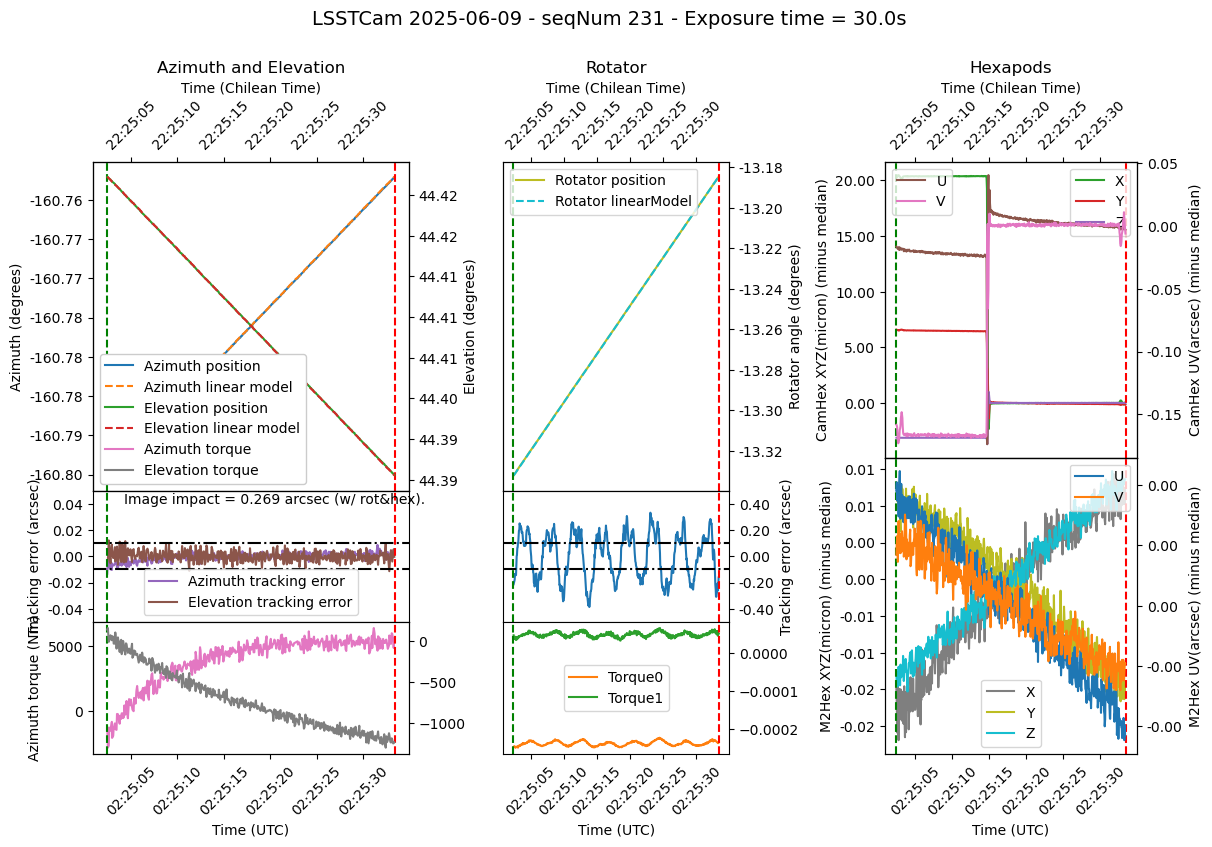 LSSTCam 2025-06-09 - seqNum 231 - Exposure time = 30.0s
Azimuth and Elevation
Time (Chilean Time)
22:25:05 22:25:10 22:25:15 22:25:20 22:25:25 22:25:30
Azimuth (degrees)
-160.76
-160.77
-160.77
-160.78
-160.78
-160.78
-160.79
-160.80
Elevation (degrees)
44.42
44.42
44.41
44.41
44.41
44.40
44.39
44.39
Azimuth position
Azimuth linear model
Elevation position
Elevation linear model
Azimuth torque
Elevation torque
Image impact = 0.269 arcsec (w/ rot&hex).
Tracking error (arcsec)
0.04
0.02
0.00
-0.02
-0.04
Azimuth tracking error
Elevation tracking error
Azimuth torque (Nm)
5000
0
0
−500
−1000
02:25:05 02:25:10 02:25:15 02:25:20 02:25:25 02:25:30
Time (UTC)
Rotator
Time (Chilean Time)
22:25:05 22:25:10 22:25:15 22:25:20 22:25:25 22:25:30
Rotator position
Rotator linearModel
Rotator angle (degrees)
-13.18
-13.20
-13.22
-13.24
-13.26
-13.28
-13.30
-13.32
Tracking error (arcsec)
0.40
0.20
0.00
-0.20
-0.40
Torque0
Torque1
0.0000
−0.0001
−0.0002
02:25:05 02:25:10 02:25:15 02:25:20 02:25:25 02:25:30
Time (UTC)
Hexapods
Time (Chilean Time)
22:25:05 22:25:10 22:25:15 22:25:20 22:25:25 22:25:30
CamHex XYZ(micron) (minus median)
20.00
15.00
10.00
5.00
0.00
U
V
X
Y
Z
CamHex UV(arcsec) (minus median)
0.05
0.00
-0.05
-0.10
-0.15
M2Hex XYZ(micron) (minus median)
0.01
0.01
0.00
0.00
-0.01
-0.01
-0.02
-0.02
U
V
X
Y
Z
M2Hex UV(arcsec) (minus median)
0.00
0.00
0.00
-0.00
-0.00
02:25:05 02:25:10 02:25:15 02:25:20 02:25:25 02:25:30
Time (UTC)